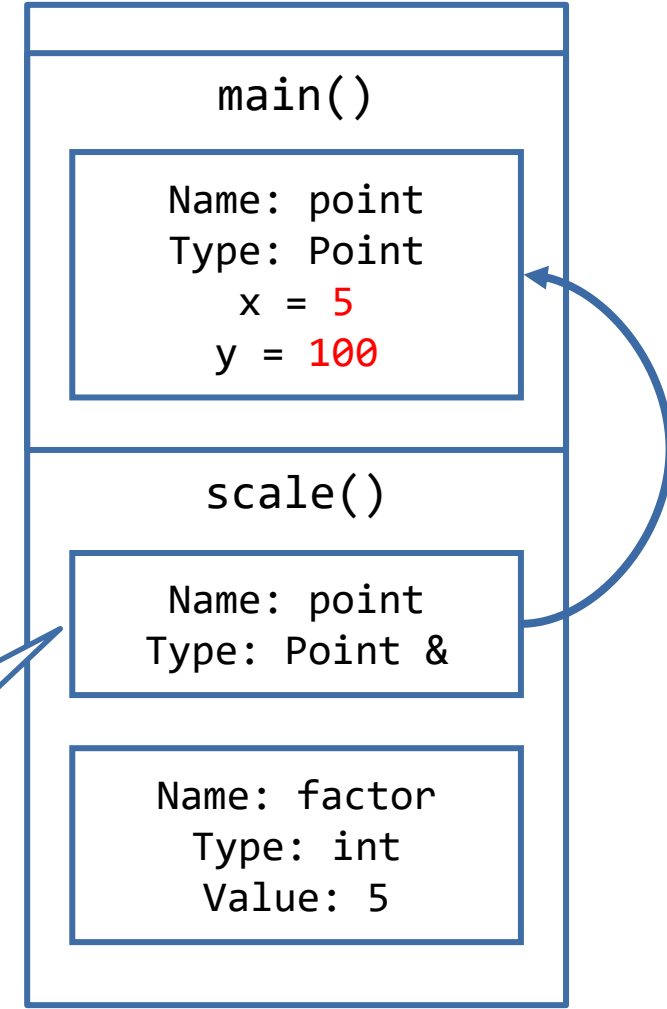 main()
Name: point
Type: Point
x = 5
y = 100
scale()
Name: point
Type: Point &
Name: factor
Type: int
Value: 5